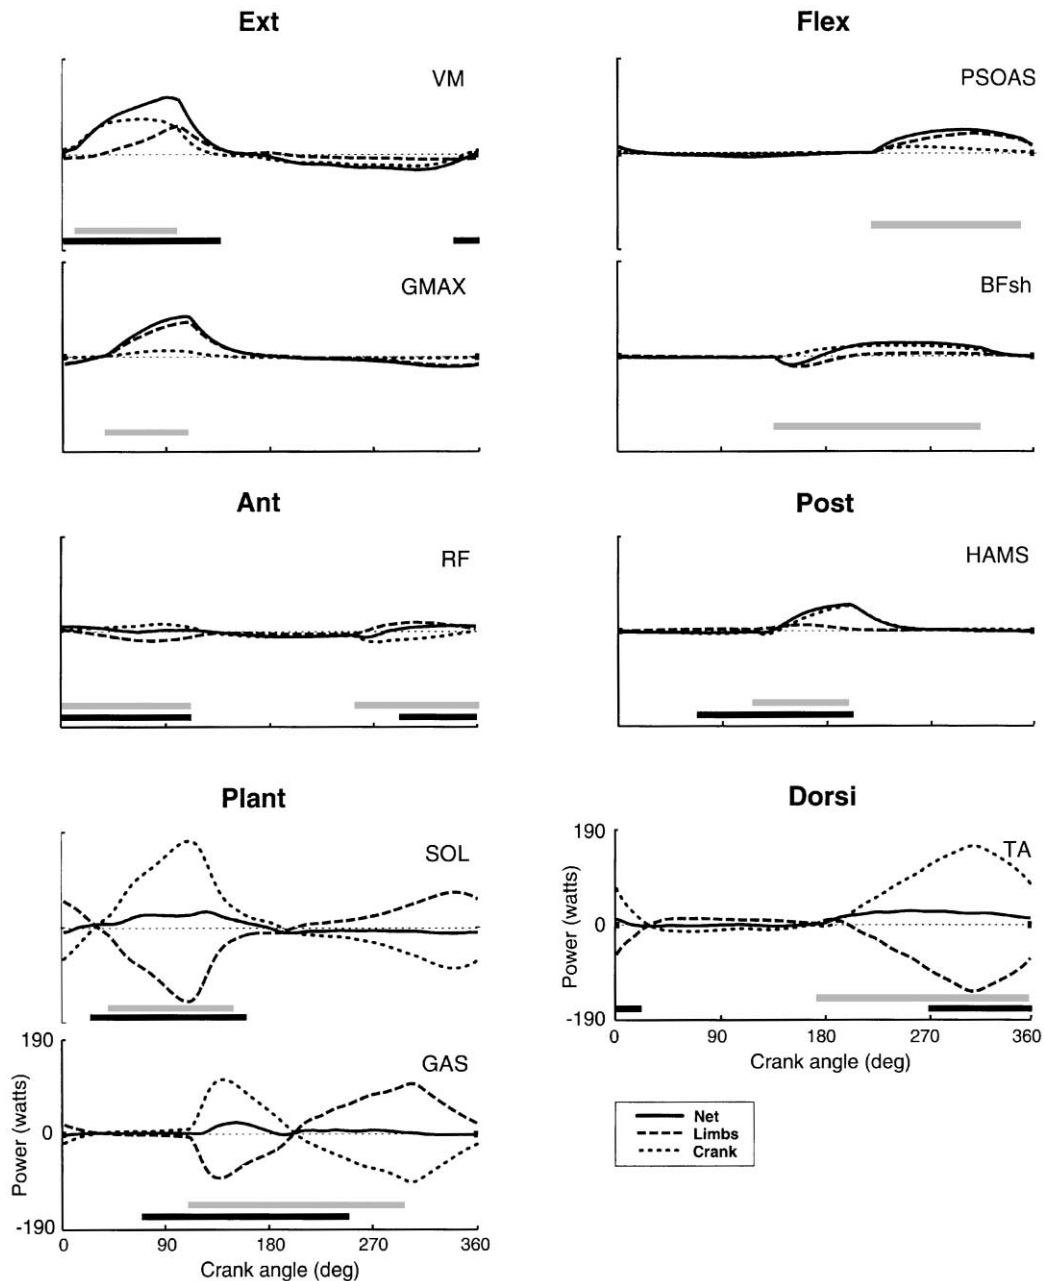 Ext
Flex
VM
PSOAS
GMAX
BFsh
Ant
Post
RF
HAMS
Plant
Dorsi
SOL
190
TA
Power (watts)
0
-190
0 90 180 270 360
Crank angle (deg)
190
GAS
Power (watts)
0
-190
0 90 180 270 360
Crank angle (deg)
Net
Limbs
Crank